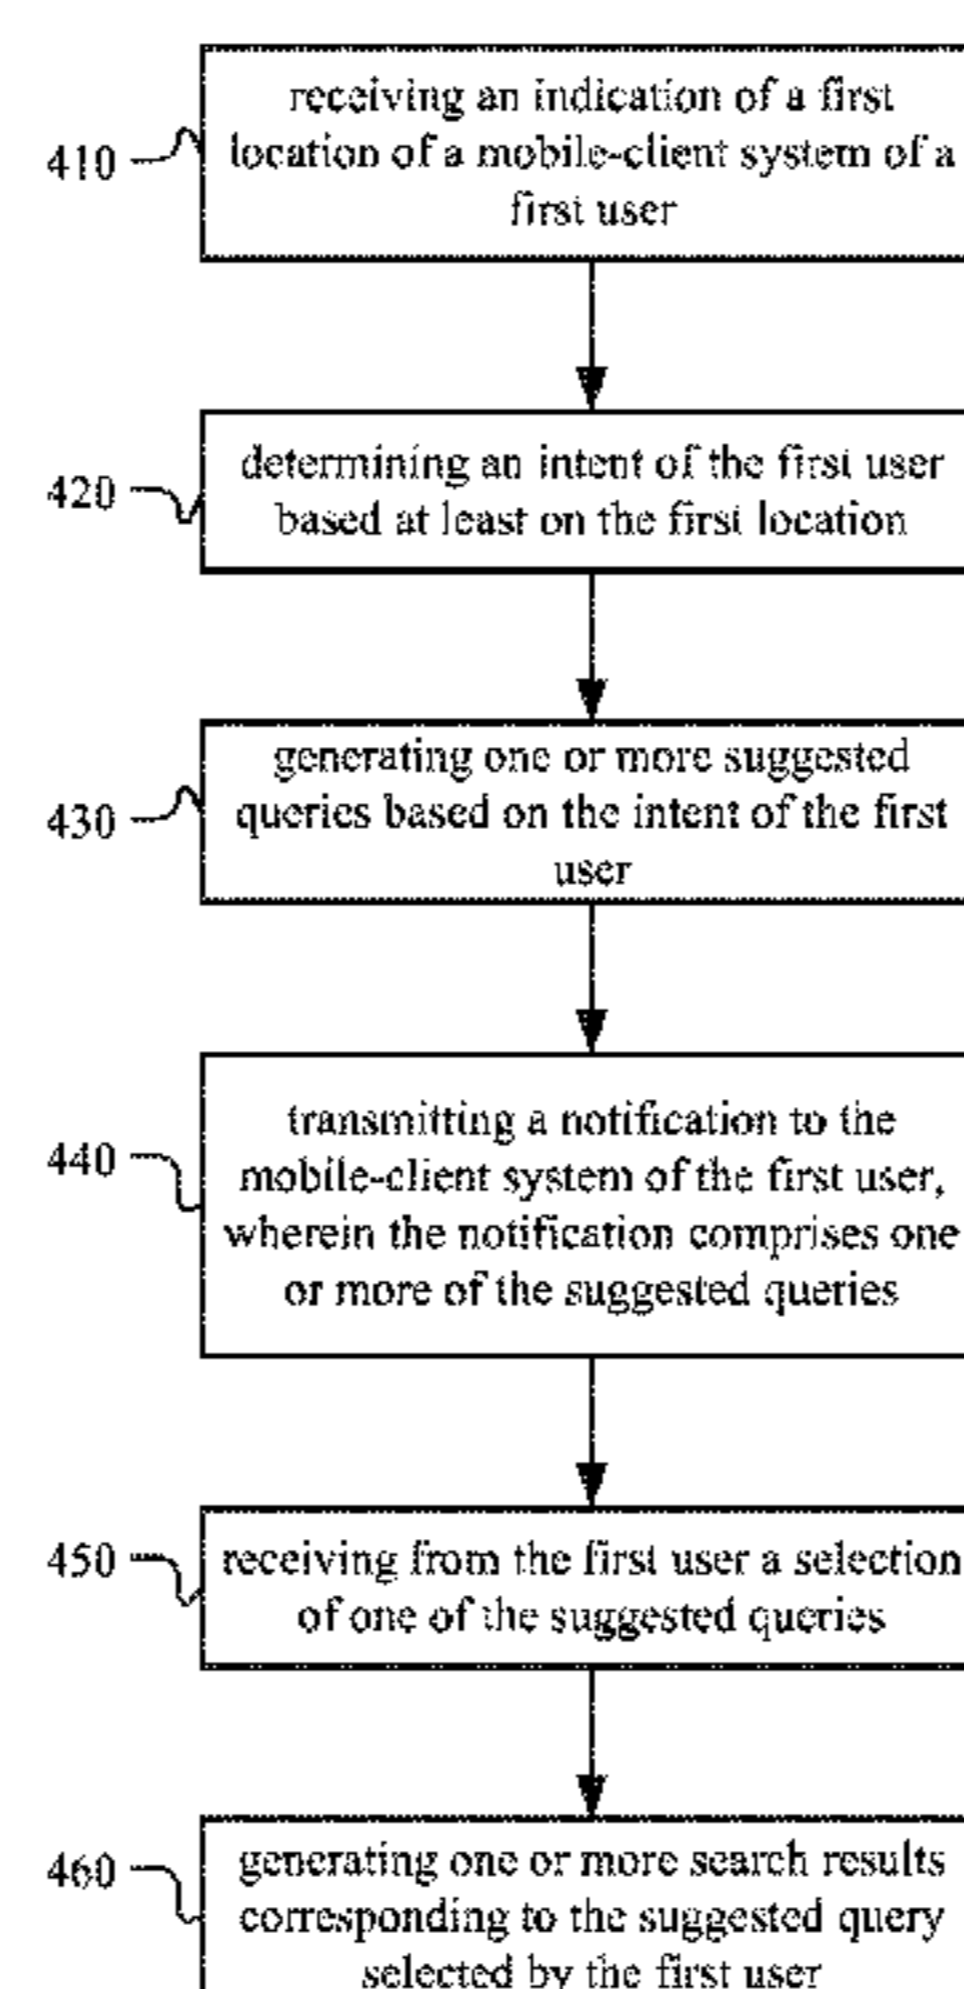 receiving an indication of a first
410
location of a mobile-client system of a
first user
determining an intent of the first user
420
based at least on the first location
generating one or more suggested
430
queries based on the intent of the first
user
transmitting a notification to the
440
mobile-client system of the first user,
wherein the notification comprises one
or more of the suggested queries
450
receiving from the first user a selection
of one of the suggested queries
460
generating one or more search results
corresponding to the suggested query
selected by the first user